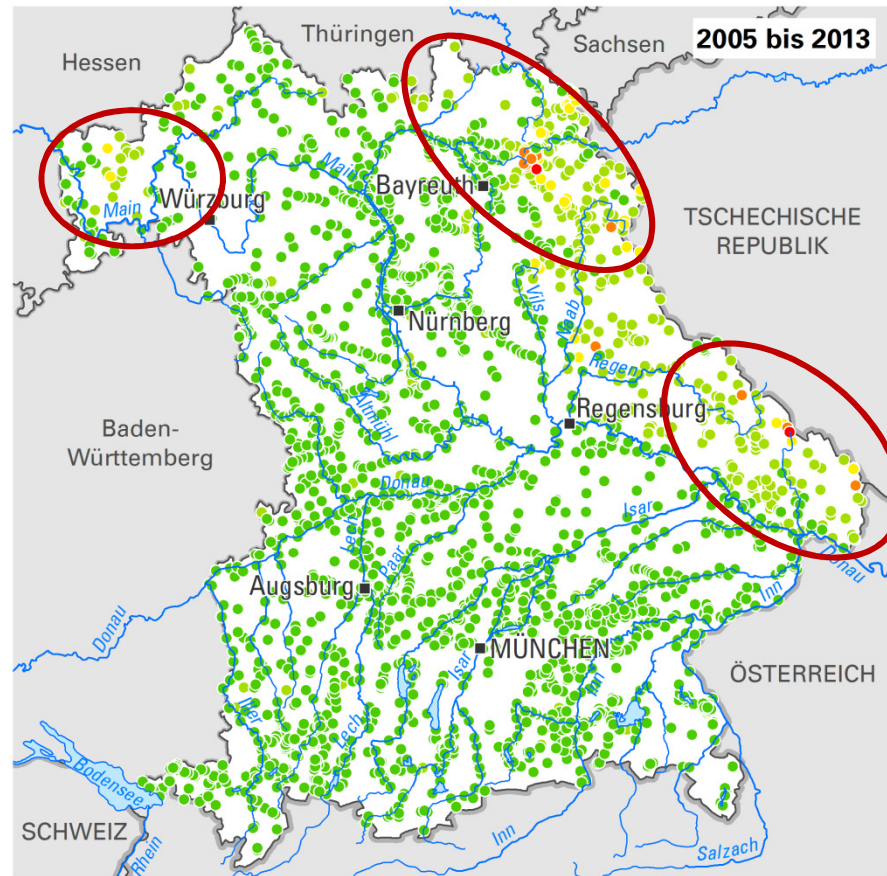 Thüringen
Sachsen
2005 bis 2013
Hessen
Main
Bayreuth
Main
Würzburg
TSCHECHISCHE
REPUBLIK
Vils
Naab
Nürnberg
Regen
Altmühl
Regensburg
Baden-
Württemberg
Donau
Isar
Lech
Paar
Donau
Augsburg
Inn
Donau
Isar
MÜNCHEN
Inn
ÖSTERREICH
Iller
Lech
Bodensee
SCHWEIZ
Rhein
Inn
Salzach